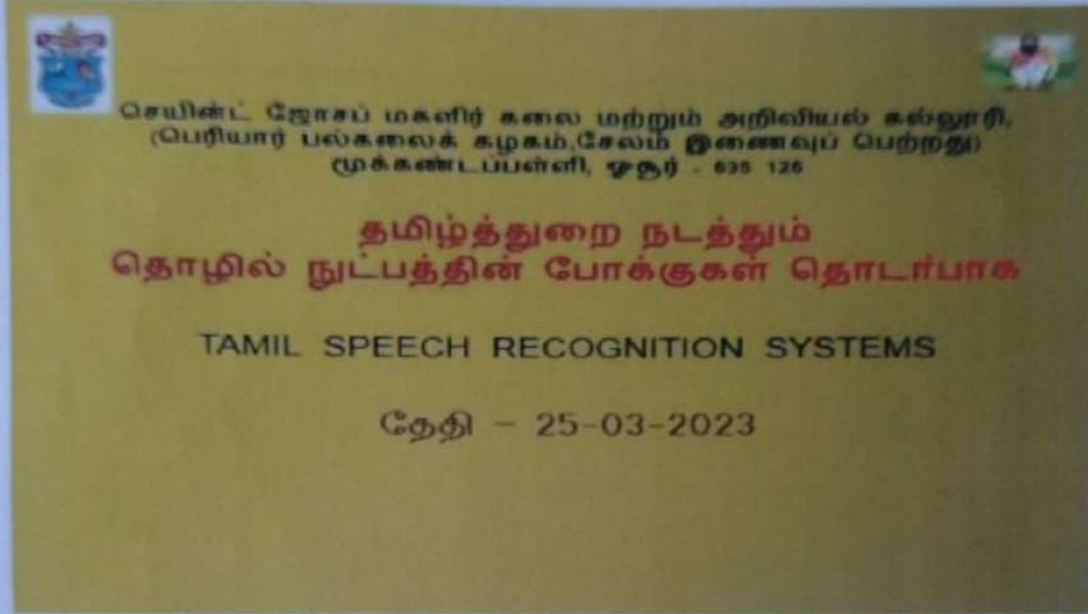 செயின்ட் ஜோசப் மகளிர் கலை மற்றும் அறிவியல் கல்லூரி,
(பெரியார் பல்கலைக் கழகம்,சேலம் இணைவுப் பெற்றது)
மூக்கண்டப்பள்ளி, ஓசூர் - 635 126
தமிழ்த்துறை நடத்தும்
தொழில் நுட்பத்தின் போக்குகள் தொடர்பாக
TAMIL SPEECH RECOGNITION SYSTEMS
தேதி - 25-03-2023